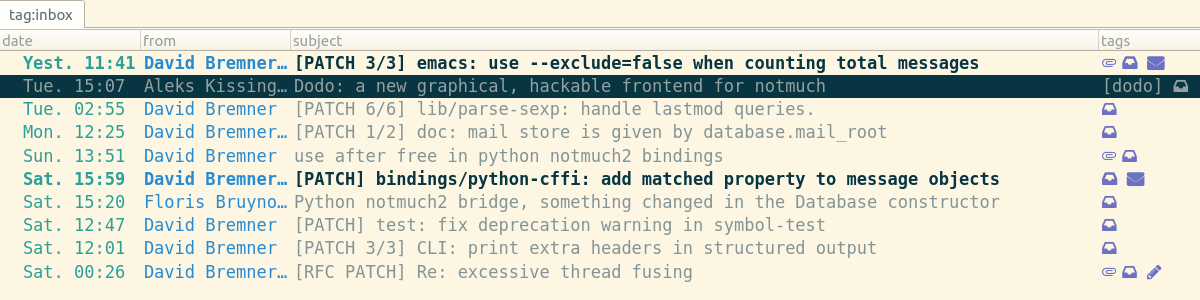 tag:inbox
date from subject tags
Yest. 11:41 David Bremner… [PATCH 3/3] emacs: use --exclude=false when counting total messages
Tue. 15:07 Aleks Kissing… Dodo: a new graphical, hackable frontend for notmuch [dodo]
Tue. 02:55 David Bremner [PATCH 6/6] lib/parse-sexp: handle lastmod queries.
Mon. 12:25 David Bremner [PATCH 1/2] doc: mail store is given by database.mail_root
Sun. 13:51 David Bremner use after free in python notmuch2 bindings
Sat. 15:59 David Bremner… [PATCH] bindings/python-cffi: add matched property to message objects
Sat. 15:20 Floris Bruyno… Python notmuch2 bridge, something changed in the Database constructor
Sat. 12:47 David Bremner [PATCH] test: fix deprecation warning in symbol-test
Sat. 12:01 David Bremner [PATCH 3/3] CLI: print extra headers in structured output
Sat. 00:26 David Bremner… [RFC PATCH] Re: excessive thread fusing